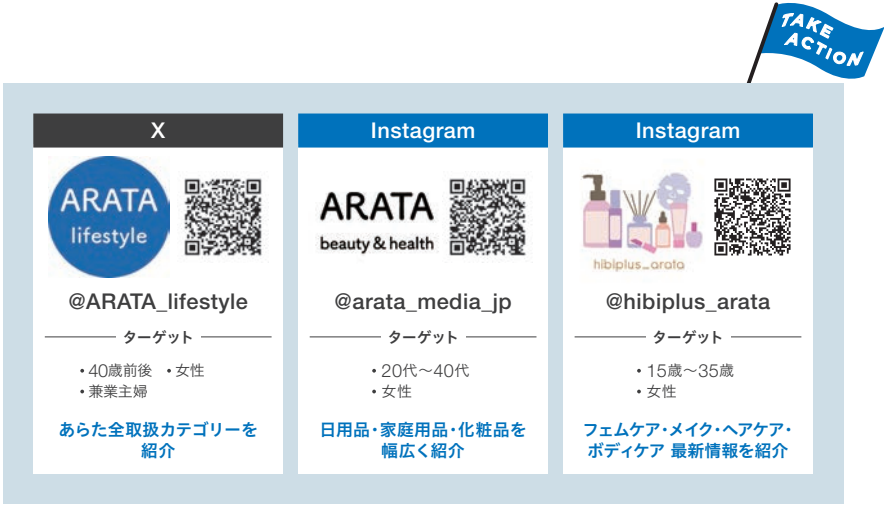 TAKE
ACTION
X
ARATA
lifestyle
@ARATA_lifestyle
ターゲット
・40歳前後 ・女性
・兼業主婦
あらた全取扱カテゴリーを
紹介
Instagram
ARATA
beauty & health
@arata_media_jp
ターゲット
・20代〜40代
・女性
日用品・家庭用品・化粧品を
幅広く紹介
Instagram
hibiplus_arata
@hibiplus_arata
ターゲット
・15歳〜35歳
・女性
フェムケア・メイク・ヘアケア・
ボディケア 最新情報を紹介